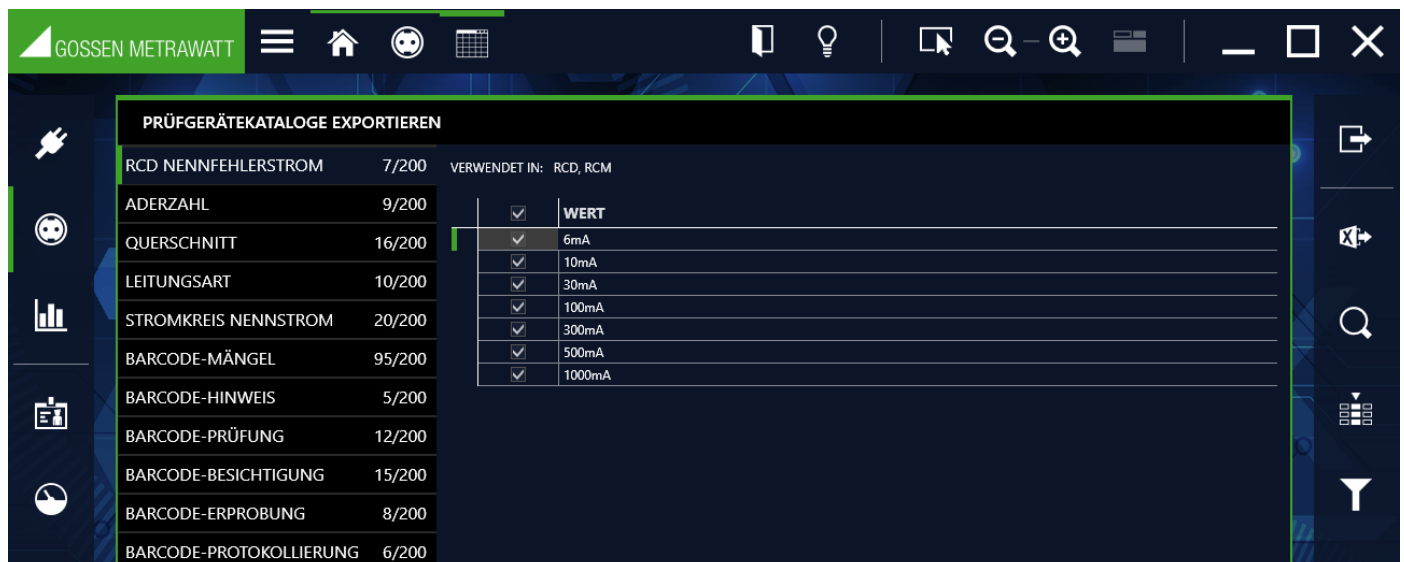 GOSSEN METRAWATT
PRÜFGERÄTEKATALOGE EXPORTIEREN
RCD NENNFEHLERSTROM 7/200
ADERZAHL 9/200
QUERSCHNITT 16/200
LEITUNGSART 10/200
STROMKREIS NENNSTROM 20/200
BARCODE-MÄNGEL 95/200
BARCODE-HINWEIS 5/200
BARCODE-PRÜFUNG 12/200
BARCODE-BESICHTIGUNG 15/200
BARCODE-ERPROBUNG 8/200
BARCODE-PROTOKOLLIERUNG 6/200
VERWENDET IN: RCD, RCM
WERT
6mA
10mA
30mA
100mA
300mA
500mA
1000mA